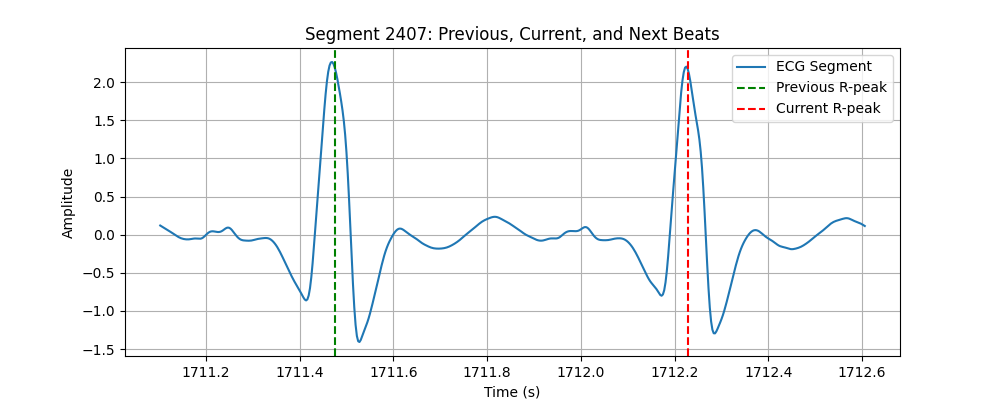 Segment 2407: Previous, Current, and Next Beats
ECG Segment
Previous R-peak
Current R-peak
Amplitude
2.0
1.5
1.0
0.5
0.0
−0.5
−1.0
−1.5
1711.2 1711.4 1711.6 1711.8 1712.0 1712.2 1712.4 1712.6
Time (s)